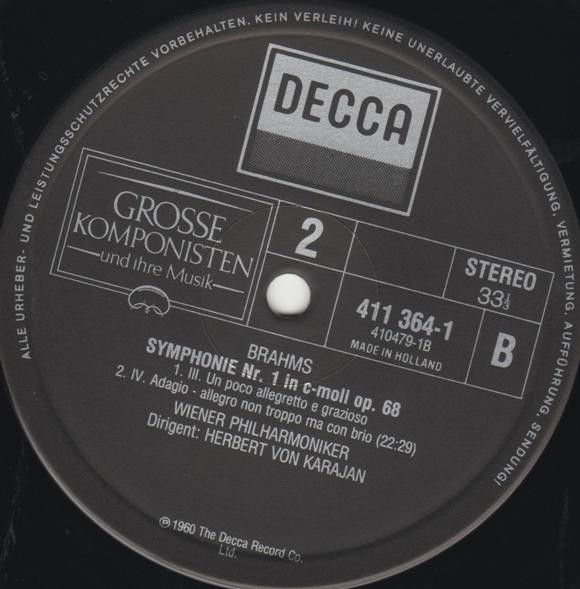 ALLE URHEBER- UND LEISTUNGSSCHUTZRECHTE VORBEHALTEN. KEIN VERLEIH! KEINE UNERLAUBTE VERVIELFÄLTIGUNG, VERMIETUNG, AUFFÜHRUNG, SENDUNG!
DECCA
GROSSE
KOMPONISTEN
und ihre Musik
2
STEREO
33⅓
411 364-1
410479-1B
MADE IN HOLLAND
B
BRAHMS
SYMPHONIE Nr. 1 in c-moll op. 68
1. III. Un poco allegretto e grazioso
2. IV. Adagio - allegro non troppo ma con brio (22:29)
WIENER PHILHARMONIKER
Dirigent: HERBERT VON KARAJAN
℗ 1960 The Decca Record Co.
Ltd.